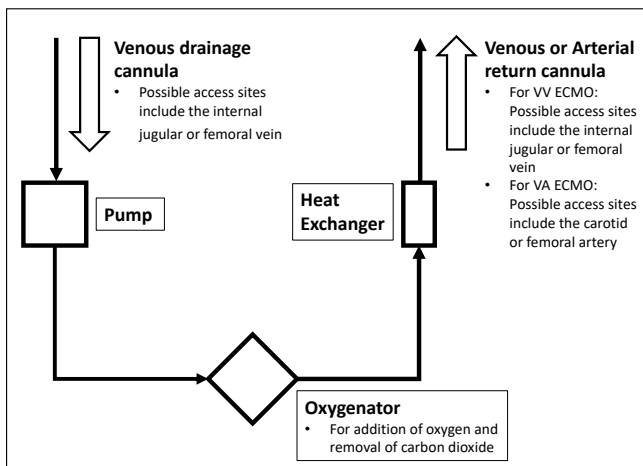 Venous drainage
cannula
• Possible access sites
include the internal
jugular or femoral vein
Venous or Arterial
return cannula
• For VV ECMO:
Possible access sites
include the internal
jugular or femoral
vein
• For VA ECMO:
Possible access sites
include the carotid
or femoral artery
Pump
Heat
Exchanger
Oxygenator
• For addition of oxygen and
removal of carbon dioxide